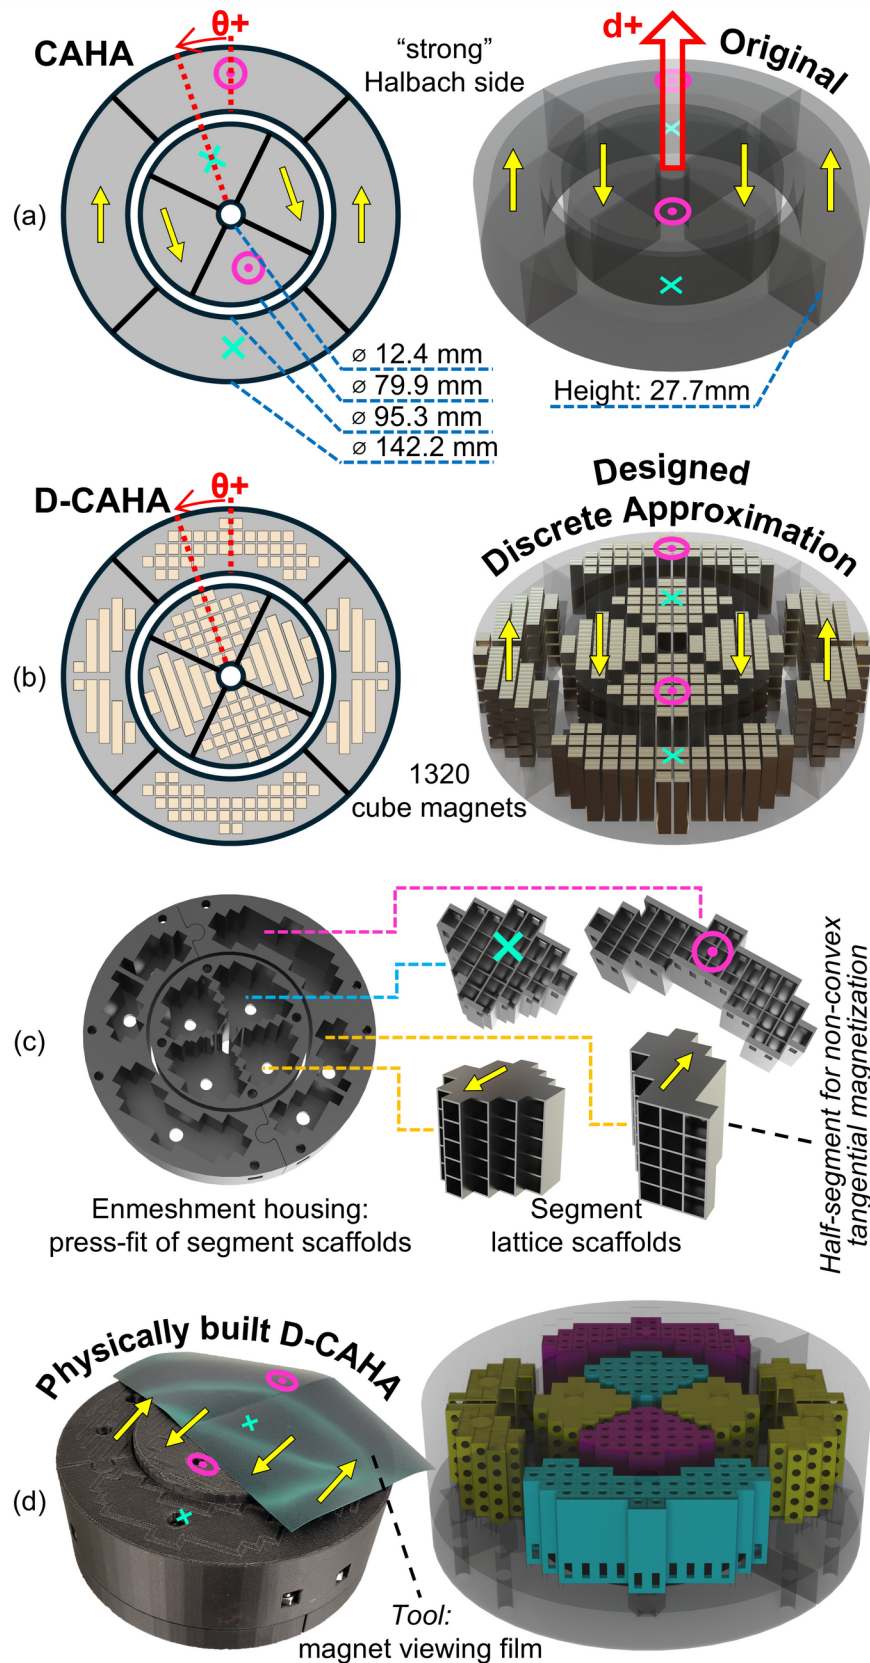 CAHA
θ+
“strong”
Halbach side
d+
Original
(a)
⌀ 12.4 mm
⌀ 79.9 mm
⌀ 95.3 mm
⌀ 142.2 mm
Height: 27.7mm
D-CAHA
θ+
Designed
Discrete Approximation
(b)
1320
cube magnets
(c)
Enmeshment housing:
press-fit of segment scaffolds
Segment
lattice scaffolds
Half-segment for non-convex
tangential magnetization
Physically built D-CAHA
(d)
Tool:
magnet viewing film